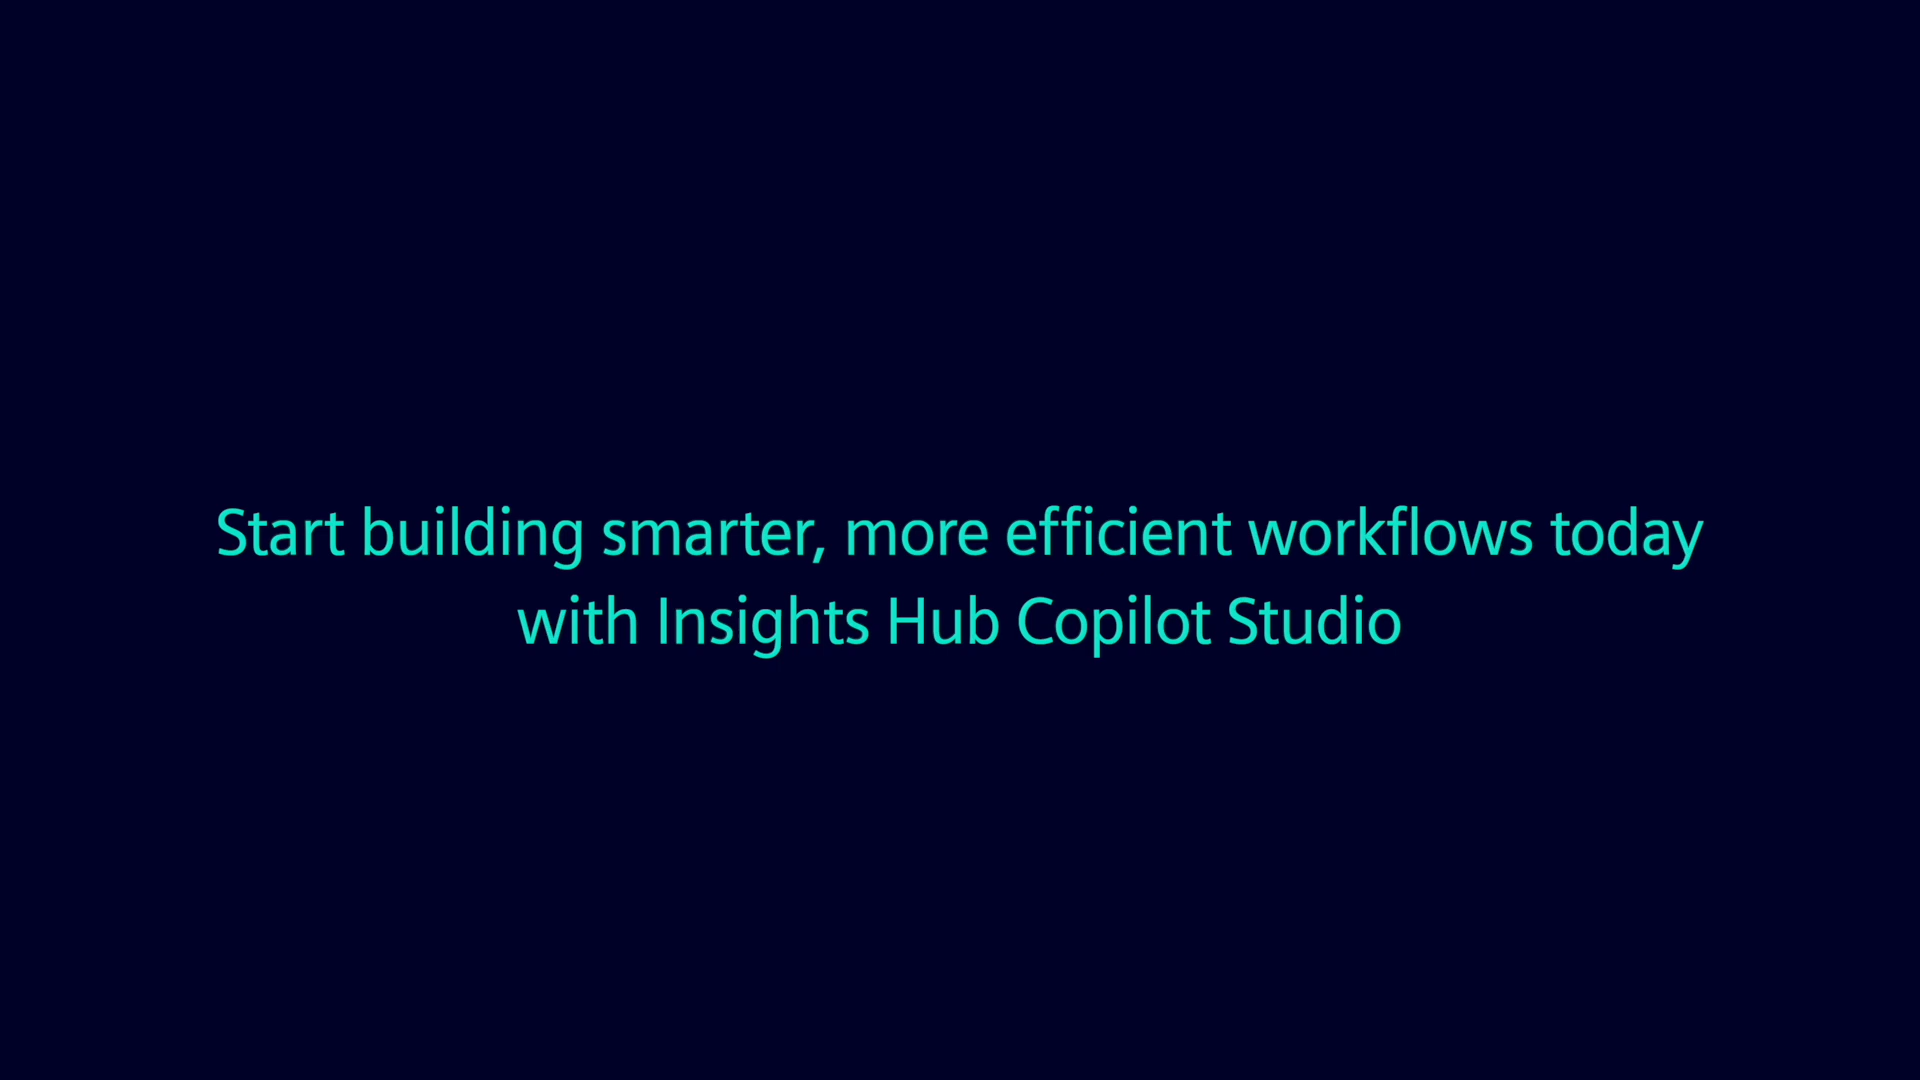 Start building smarter, more efficient workflows today
with Insights Hub Copilot Studio